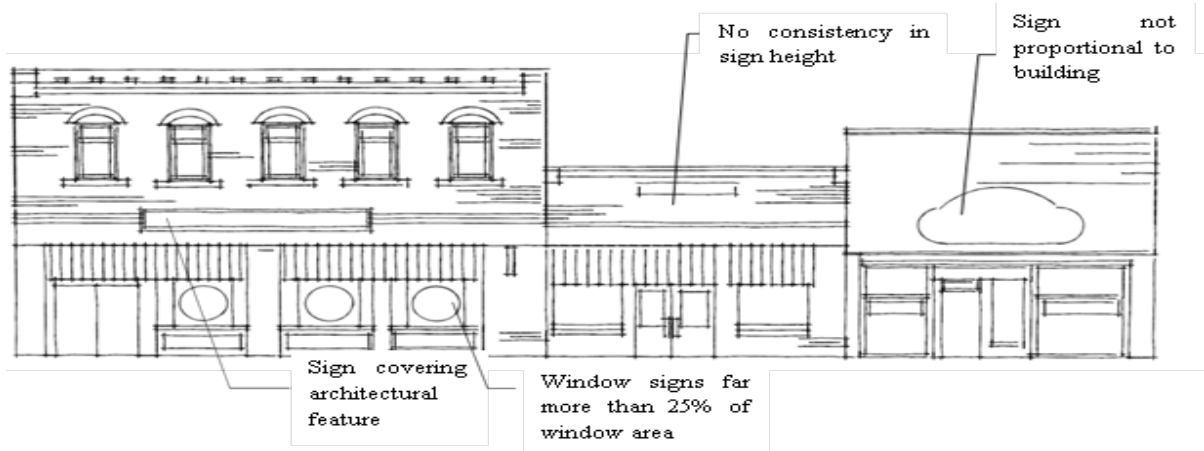 No consistency in
sign height
Sign not
proportional to
building
Sign covering
architectural
feature
Window signs far
more than 25% of
window area